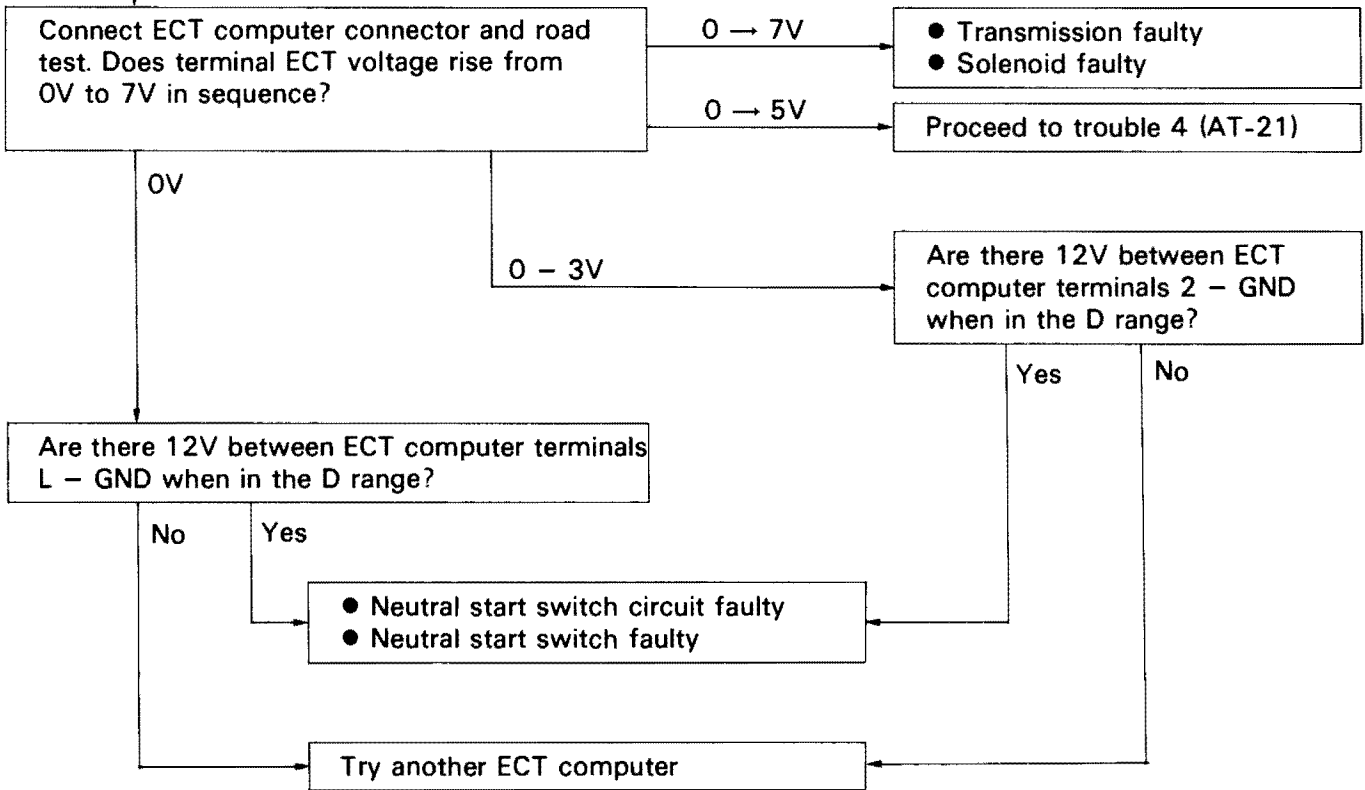 Connect ECT computer connector and road
test. Does terminal ECT voltage rise from
0V to 7V in sequence?
0 → 7V
● Transmission faulty
● Solenoid faulty
0 → 5V
Proceed to trouble 4 (AT-21)
0V
0 – 3V
Are there 12V between ECT
computer terminals 2 – GND
when in the D range?
Yes
No
Are there 12V between ECT computer terminals
L – GND when in the D range?
No
Yes
● Neutral start switch circuit faulty
● Neutral start switch faulty
Try another ECT computer